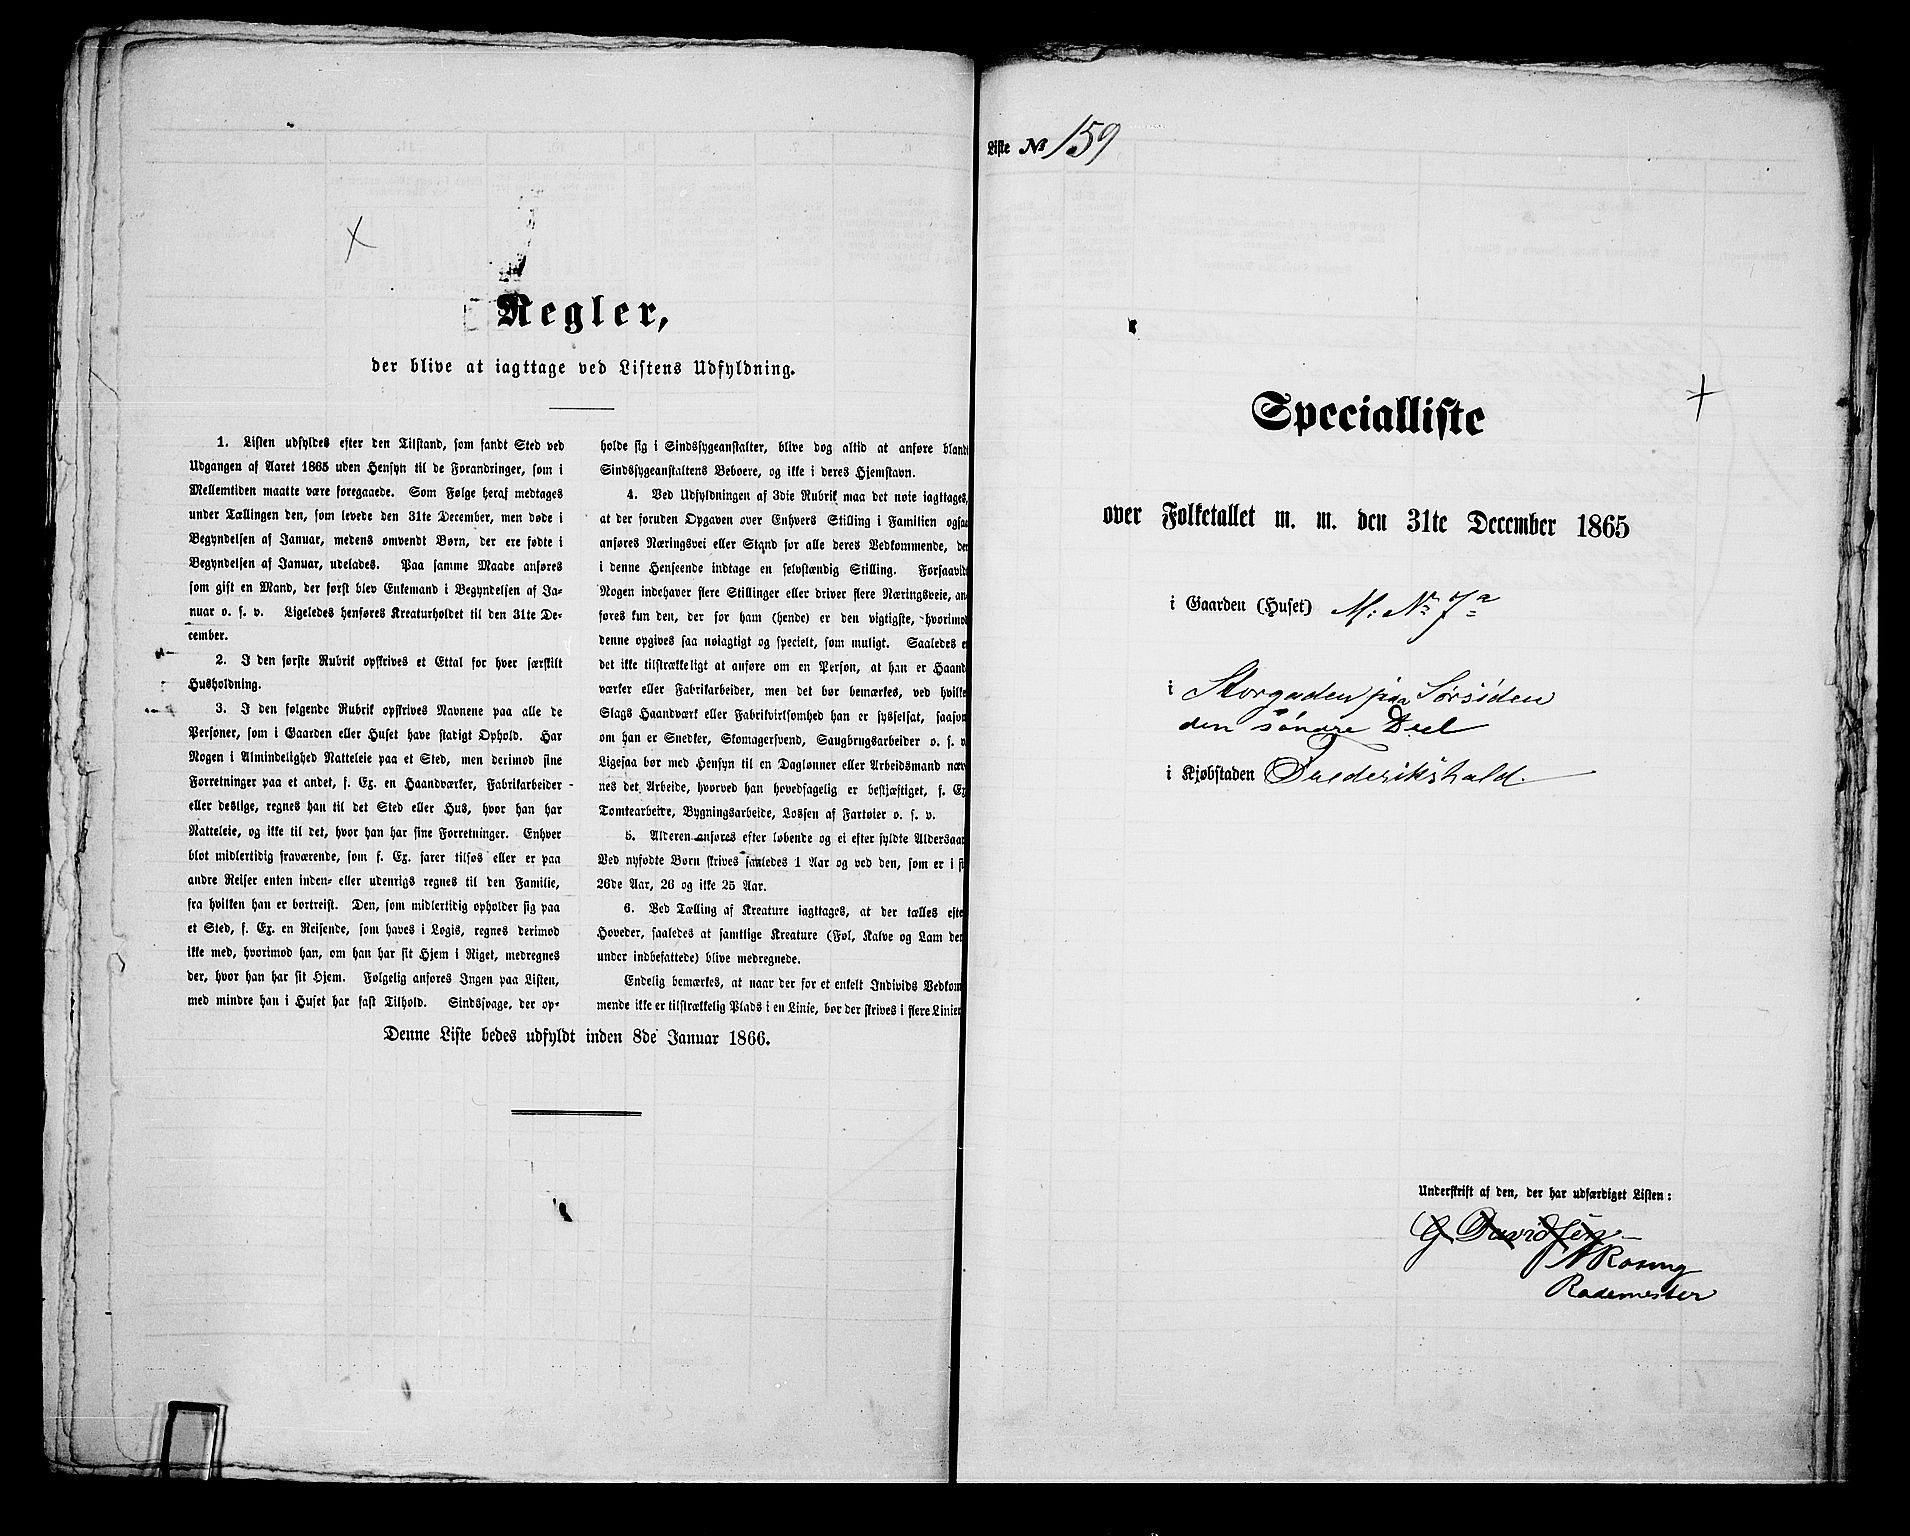 Regler,
der blive at iagttage ved Listens Udfyldning.
1. Listen udfyldes efter den Tilstand, som fandt Sted ved
Udgangen af Aaret 1865 uden Hensyn til de Forandringer, som i
Mellemtiden maatte være foregaaede. Som Følge heraf medtages
under Tællingen den, som levede den 31te December, men døde i
Begyndelsen af Januar, medens omvendt Børn, der ere fødte i
Begyndelsen af Januar, udelades. Paa samme Maade anføres
som gift en Mand, der først blev Enkemand i Begyndelsen af Ja-
nuar o. s. v. Ligeledes henføres Kreaturholdet til den 31te De-
cember.
2. I den første Rubrik opskrives et Ettal for hver særskilt
Husholdning.
3. I den følgende Rubrik opskrives Navnene paa alle de
Personer, som i Gaarden eller Huset have stadigt Ophold. Har
Nogen i Almindelighed Natteleie paa et Sted, men derimod sine
Forretninger paa et andet, f. Ex. en Haandværker, Fabrikarbeider
eller deslige, regnes han til det Sted eller Hus, hvor han har
Natteleie, og ikke til det, hvor han har sine Forretninger. Enhver
blot midlertidig fraværende, som f. Ex. farer tilsøs eller er paa
andre Reiser enten inden- eller udenrigs regnes til den Familie,
fra hvilken han er bortreist. Den, som midlertidig opholder sig paa
et Sted, f. Ex. en Reisende, som haves i Logis, regnes derimod
ikke med, hvorimod han, om han har sit Hjem i Riget, medregnes
der, hvor han har sit Hjem. Følgelig anføres Ingen paa Listen,
med mindre han i Huset har fast Tilhold. Sindssvage, der op-
holde sig i Sindssygeanstalter, blive dog altid at anføre blandt
Sindssygeanstaltens Beboere, og ikke i deres Hjemstavn.
4. Ved Udfyldningen af 3die Rubrik maa det nøie iagttages,
at der foruden Opgaven over Enhvers Stilling i Familien ogsaa
anføres Næringsvei eller Stand for alle deres Vedkommende, der
i denne Henseende indtage en selvstændig Stilling. Forsaavidt
Nogen indehaver flere Stillinger eller driver flere Næringsveie, an-
føres kun den, der for ham (hende) er den vigtigste, hvorimod
denne opgives saa nøiagtigt og specielt, som muligt. Saaledes e
det ikke tilstrækkeligt at anføre om en Person, at han er Haand
værker eller Fabrikarbeider, men det bør bemærkes, ved hvilke
Slags Haandværk eller Fabrikvirksomhed han er sysselsat, saason
om han er Snedker, Skomagersvend, Saugbrugsarbeider o. s. v
Ligesaa bør med Hensyn til en Dagløner eller Arbeidsmand næv
nes det Arbeide, hvorved han hovedsagelig er beskjæftiget, f. Ex
Tomtearbeide, Bygningsarbeide, Lossen af Fartøier o. s. v.
5. Alderen anføres efter løbende og ei efter fyldte Aldersaar
Ved nyfødte Børn skrives saaledes 1 Aar og ved den, som er i si
26de Aar, 26 og ikke 25 Aar.
6. Ved Tælling af Kreature iagttages, at der tælles efte
Hoveder, saaledes at samtlige Kreature (Føl, Kalve og Lam der
under indbefattede) blive medregnede.
Endelig bemærkes, at naar der for et enkelt Individs Vedkom
mende ikke er tilstrækkelig Plads i en Linie, bør der skrives i flere Linier
Denne Liste bedes udfyldt inden 8de Januar 1866.
Liste № 159
Specialliste
over Folketallet m. m. den 31te December 1865
i Gaarden (Huset) M: No 7a
i Storgaden paa Sørsiden
den søndre Deel
i Kjøbstaden Frederikshald.
Underskrift af den, der har udfærdiget Listen:
G Davidsen
Rosing
Rodemester